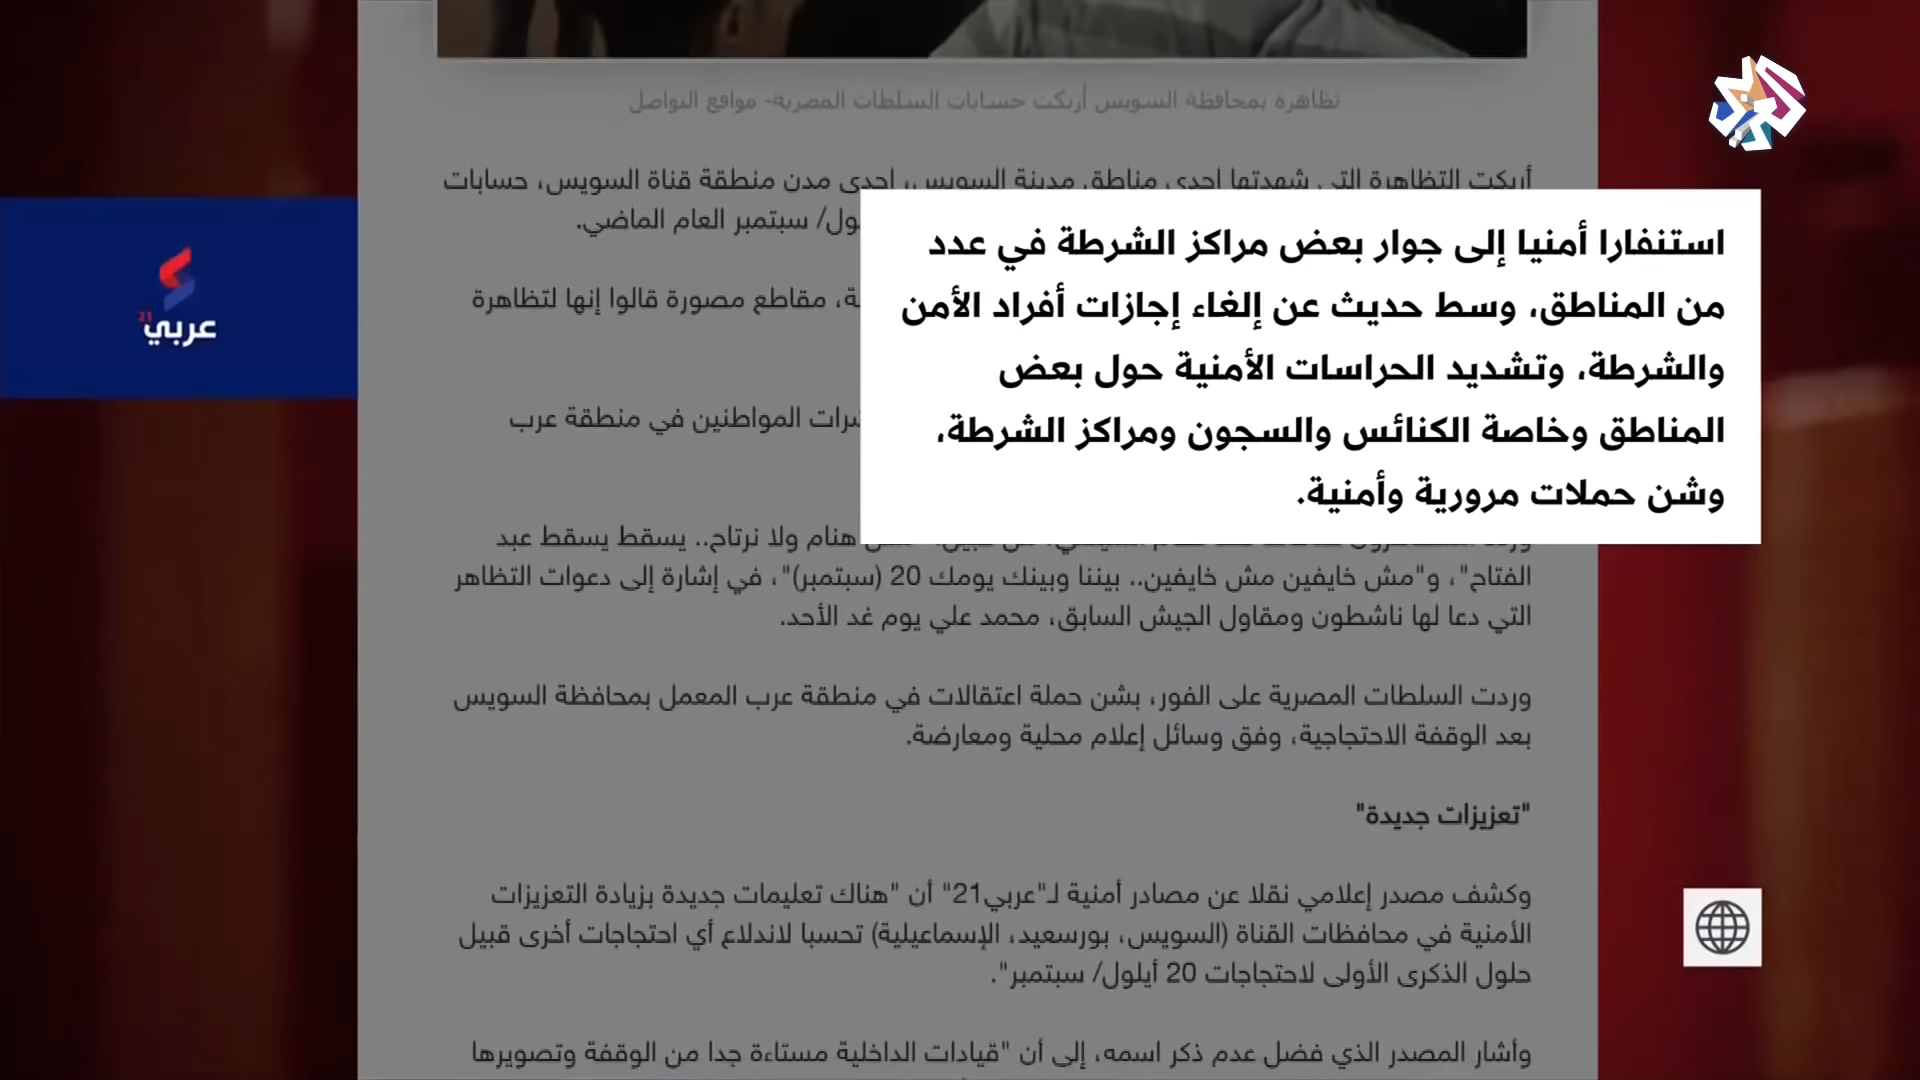 تظاهرة بمحافظة السويس أربكت حسابات السلطات المصرية- مواقع التواصل
أربكت التظاهرة التي شهدتها إحدى مناطق مدينة السويس، إحدى مدن منطقة قناة السويس، حسابات
سبتمبر العام الماضي.
مقاطع مصورة قالوا إنها لتظاهرة
المواطنين في منطقة عرب
استنفارا أمنيا إلى جوار بعض مراكز الشرطة في عدد
من المناطق، وسط حديث عن إلغاء إجازات أفراد الأمن
والشرطة، وتشديد الحراسات الأمنية حول بعض
المناطق وخاصة الكنائس والسجون ومراكز الشرطة،
وشن حملات مرورية وأمنية.
عربي
21
هنام ولا نرتاح.. يسقط يسقط عبد
الفتاح"، و"مش خايفين مش خايفين.. بيننا وبينك يومك 20 (سبتمبر)"، في إشارة إلى دعوات التظاهر
التي دعا لها ناشطون ومقاول الجيش السابق، محمد علي يوم غد الأحد.
وردت السلطات المصرية على الفور، بشن حملة اعتقالات في منطقة عرب المعمل بمحافظة السويس
بعد الوقفة الاحتجاجية، وفق وسائل إعلام محلية ومعارضة.
"تعزيزات جديدة"
وكشف مصدر إعلامي نقلا عن مصادر أمنية لـ"عربي21" أن "هناك تعليمات جديدة بزيادة التعزيزات
الأمنية في محافظات القناة (السويس، بورسعيد، الإسماعيلية) تحسبا لاندلاع أي احتجاجات أخرى قبيل
حلول الذكرى الأولى لاحتجاجات 20 أيلول/ سبتمبر".
وأشار المصدر الذي فضل عدم ذكر اسمه، إلى أن "قيادات الداخلية مستاءة جدا من الوقفة وتصويرها